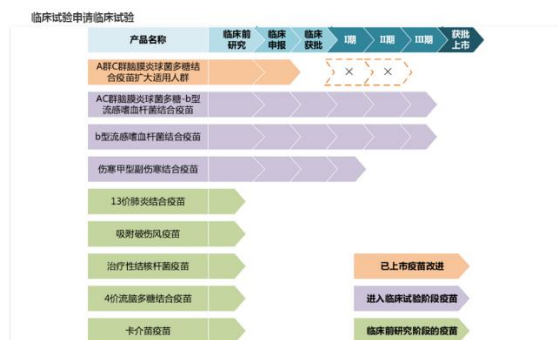 临床试验申请临床试验
产品名称
临床前
研究
临床
申报
临床
获批
I期
II期
III期
获批
上市
A群C群脑膜炎球菌多糖结
合疫苗扩大适用人群
AC群脑膜炎球菌多糖-b型
流感嗜血杆菌结合疫苗
b型流感嗜血杆菌结合疫苗
伤寒甲型副伤寒结合疫苗
13价肺炎结合疫苗
吸附破伤风疫苗
治疗性结核杆菌疫苗
已上市疫苗改进
4价流脑多糖结合疫苗
进入临床试验阶段疫苗
卡介苗疫苗
临床前研究阶段的疫苗